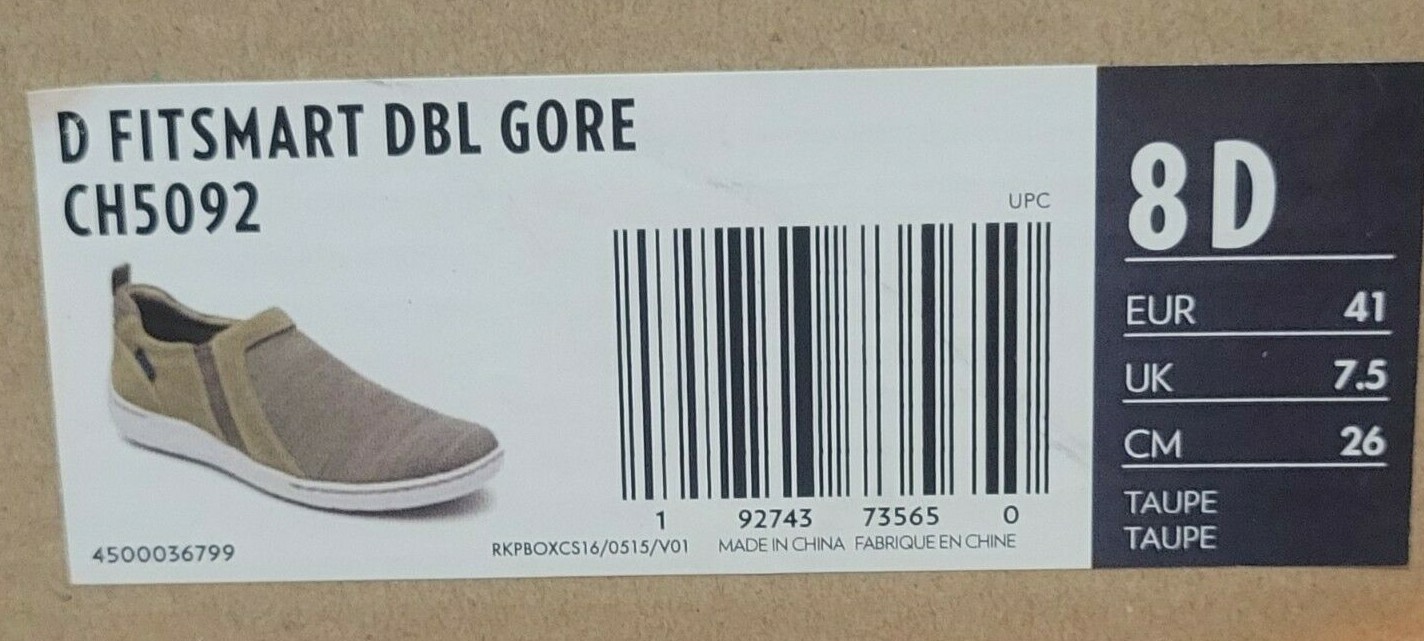 D FITSMART DBL GORE
CH5092
UPC
1 92743 73565 0
4500036799
RKPBOXCS16/0515/V01 MADE IN CHINA FABRIQUE EN CHINE
8 D
EUR 41
UK 7.5
CM 26
TAUPE
TAUPE